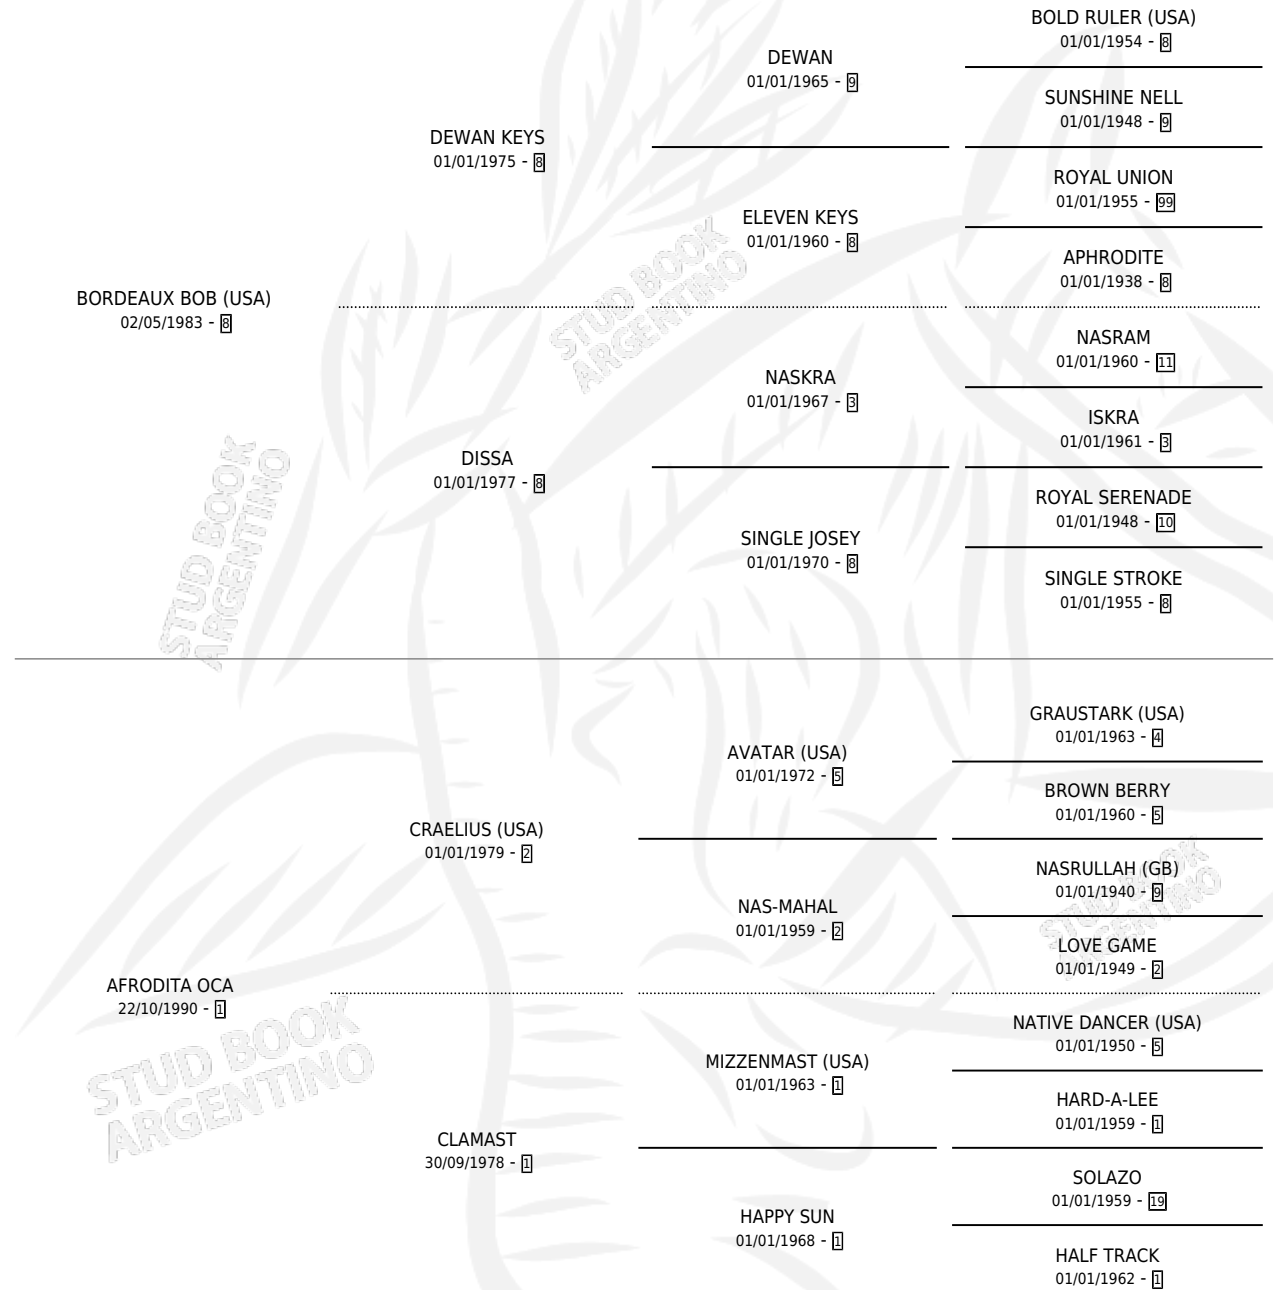 BOLD RULER (USA)
01/01/1954 - 8
DEWAN
01/01/1965 - 9
SUNSHINE NELL
01/01/1948 - 9
DEWAN KEYS
01/01/1975 - 8
ROYAL UNION
01/01/1955 - 99
ELEVEN KEYS
01/01/1960 - 8
APHRODITE
01/01/1938 - 8
BORDEAUX BOB (USA)
02/05/1983 - 8
STUD BOOK
ARGENTINO
NASRAM
01/01/1960 - 11
NASKRA
01/01/1967 - 3
ISKRA
01/01/1961 - 3
DISSA
01/01/1977 - 8
ROYAL SERENADE
01/01/1948 - 10
SINGLE JOSEY
01/01/1970 - 8
SINGLE STROKE
01/01/1955 - 8
STUD BOOK
ARGENTINO
GRAUSTARK (USA)
01/01/1963 - 4
AVATAR (USA)
01/01/1972 - 5
BROWN BERRY
01/01/1960 - 5
CRAELIUS (USA)
01/01/1979 - 2
NASRULLAH (GB)
01/01/1940 - 9
STUD BOOK
ARGENTINO
NAS-MAHAL
01/01/1959 - 2
LOVE GAME
01/01/1949 - 2
AFRODITA OCA
22/10/1990 - 1
STUD BOOK
ARGENTINO
NATIVE DANCER (USA)
01/01/1950 - 5
MIZZENMAST (USA)
01/01/1963 - 1
HARD-A-LEE
01/01/1959 - 1
CLAMAST
30/09/1978 - 1
SOLAZO
01/01/1959 - 19
HAPPY SUN
01/01/1968 - 1
HALF TRACK
01/01/1962 - 1